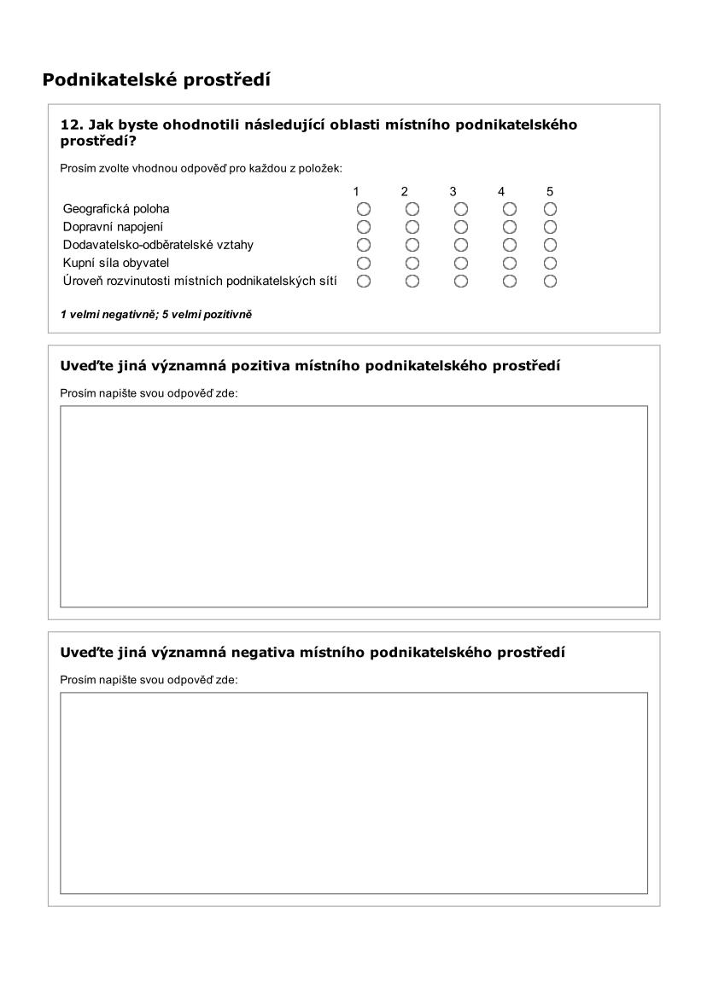 Podnikatelské prostředí
12. Jak byste ohodnotili následující oblasti místního podnikatelského
prostředí?
Prosím zvolte vhodnou odpověď pro každou z položek:
1 2 3 4 5
Geografická poloha
Dopravní napojení
Dodavatelsko-odběratelské vztahy
Kupní síla obyvatel
Úroveň rozvinutosti místních podnikatelských sítí
1 velmi negativně; 5 velmi pozitivně
Uveďte jiná významná pozitiva místního podnikatelského prostředí
Prosím napište svou odpověď zde:
Uveďte jiná významná negativa místního podnikatelského prostředí
Prosím napište svou odpověď zde: